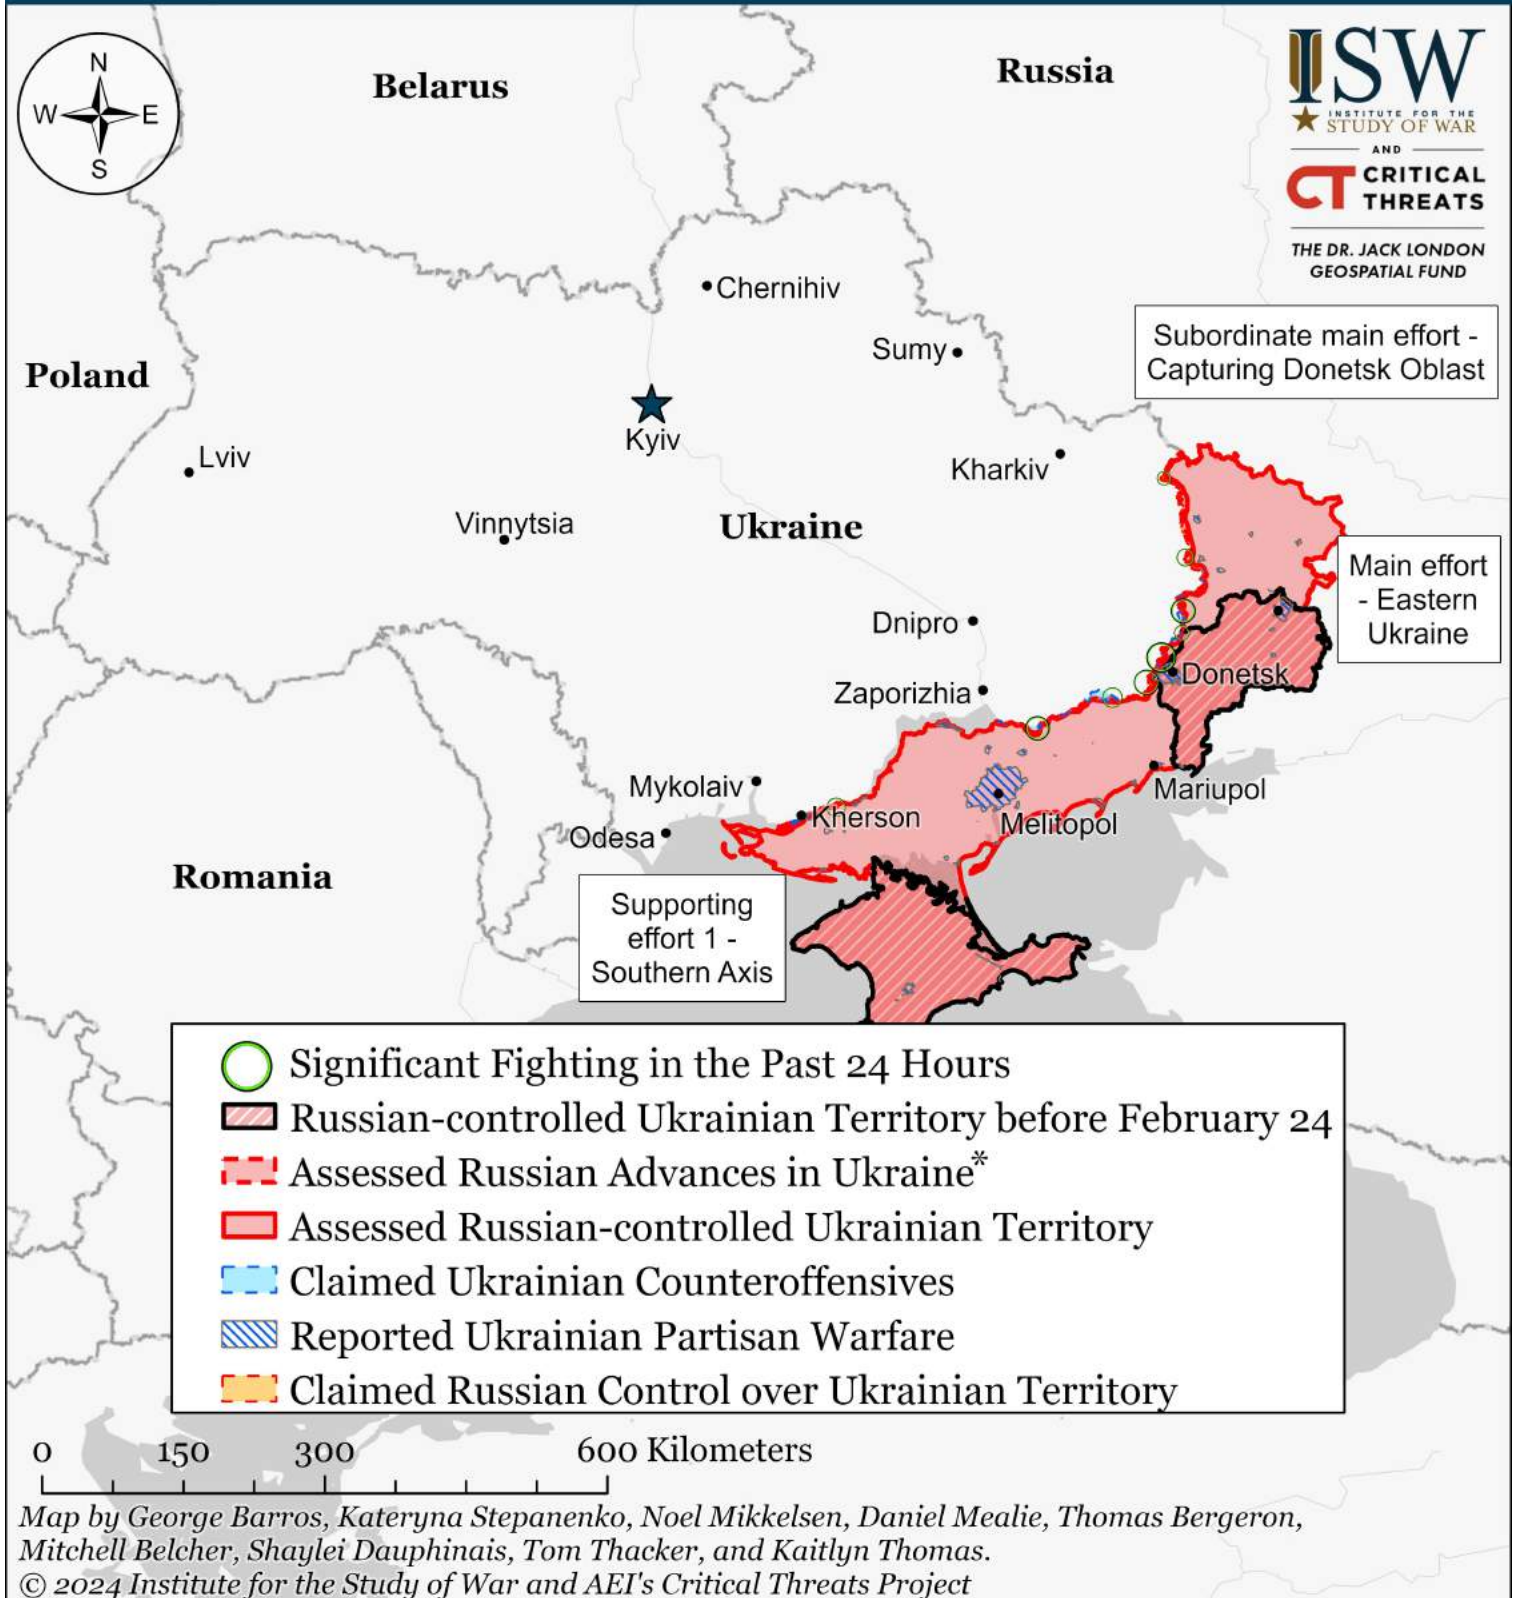 N
W
E
S
Belarus
Russia
ISW
INSTITUTE FOR THE
STUDY OF WAR
AND
CT CRITICAL
THREATS
THE DR. JACK LONDON
GEOSPATIAL FUND
Chernihiv
Subordinate main effort -
Capturing Donetsk Oblast
Sumy
Poland
Kyiv
Lviv
Kharkiv
Vinnytsia
Ukraine
Main effort
- Eastern
Ukraine
Dnipro
Donetsk
Zaporizhia
Mykolaiv
Mariupol
Kherson
Melitopol
Odesa
Romania
Supporting
effort 1 -
Southern Axis
Significant Fighting in the Past 24 Hours
Russian-controlled Ukrainian Territory before February 24
Assessed Russian Advances in Ukraine*
Assessed Russian-controlled Ukrainian Territory
Claimed Ukrainian Counteroffensives
Reported Ukrainian Partisan Warfare
Claimed Russian Control over Ukrainian Territory
0 150 300 600 Kilometers
Map by George Barros, Kateryna Stepanenko, Noel Mikkelsen, Daniel Mealie, Thomas Bergeron,
Mitchell Belcher, Shaylei Dauphinais, Tom Thacker, and Kaitlyn Thomas.
© 2024 Institute for the Study of War and AEI's Critical Threats Project